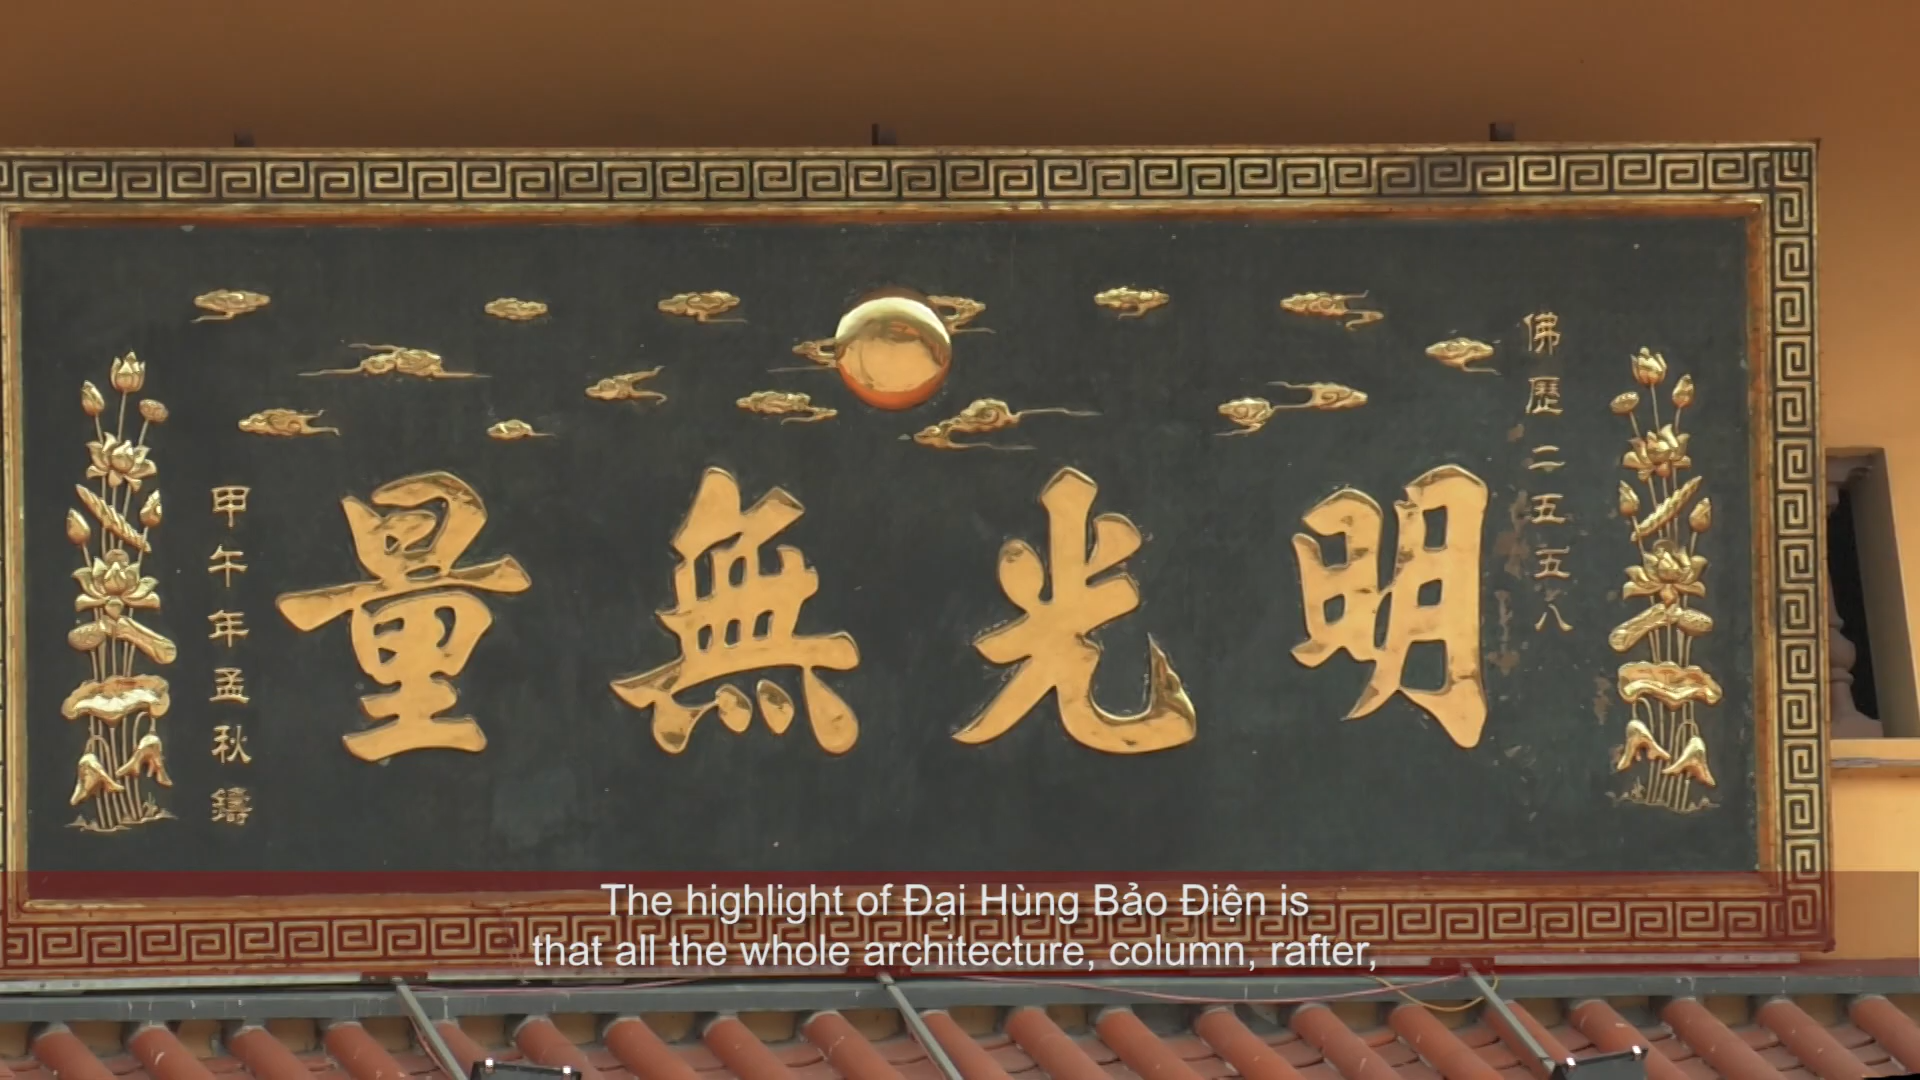 佛歷二五五八
明光無量
甲午年孟秋鑄
The highlight of Đại Hùng Bảo Điện is
that all the whole architecture, column, rafter,